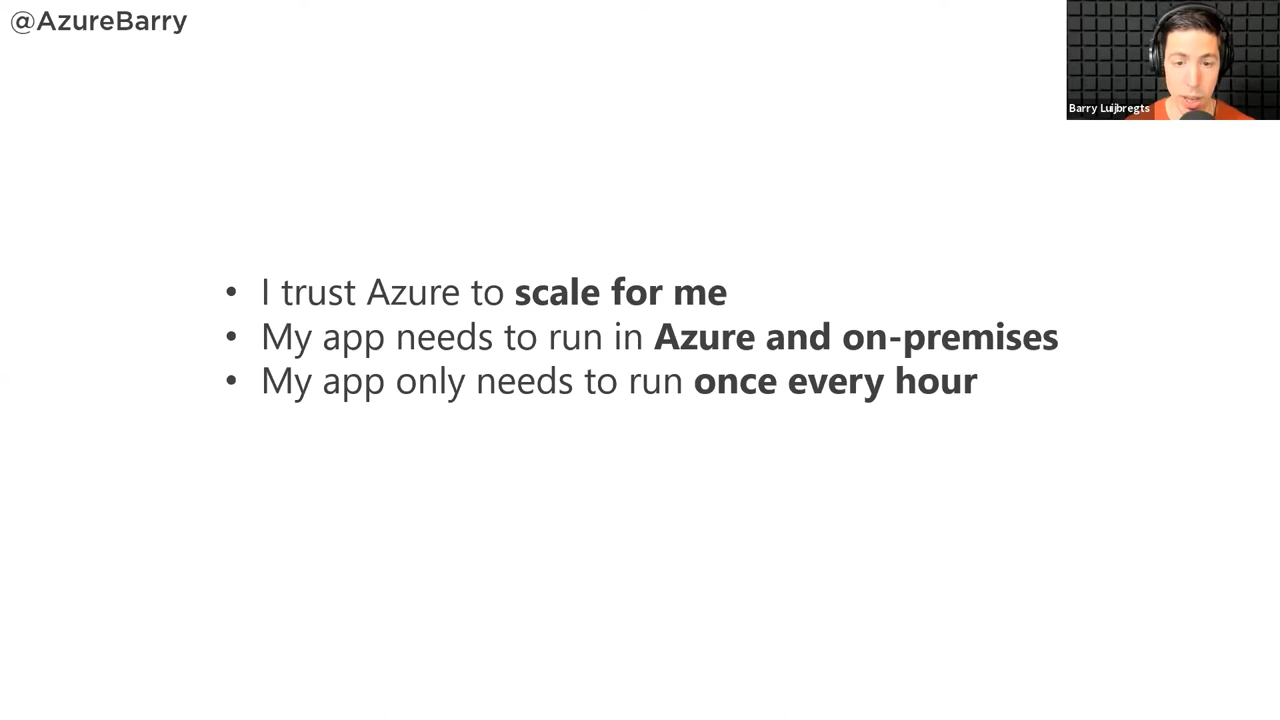 @AzureBarry
Barry Luijbregts
• I trust Azure to scale for me
• My app needs to run in Azure and on-premises
• My app only needs to run once every hour